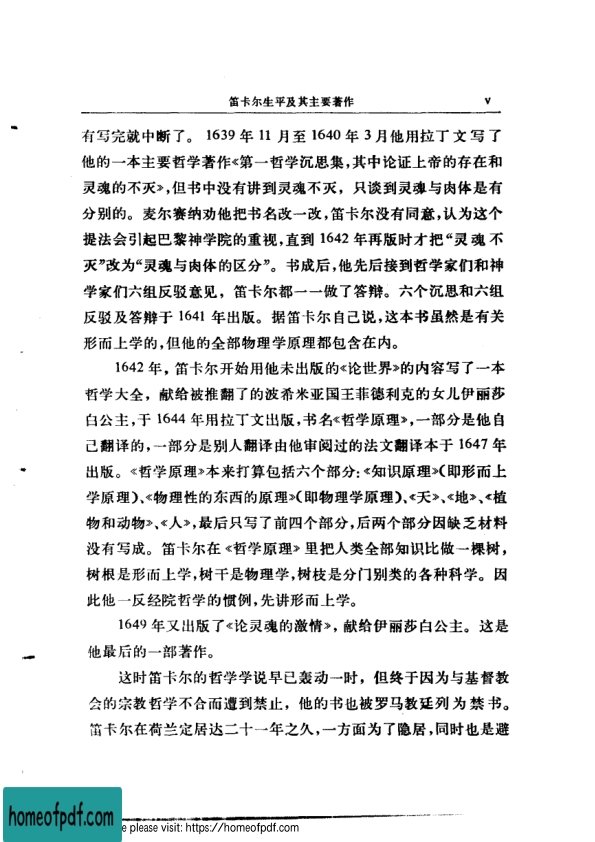 笛卡尔生平及其主要著作 V
有写完就中断了。 1639 年 11 月至 1640 年 3 月他用拉丁文写了
他的一本主要哲学著作《第一哲学沉思集，其中论证上帝的存在和
灵魂的不灭》，但书中没有讲到灵魂不灭，只谈到灵魂与肉体是有
分别的。麦尔赛纳劝他把书名改一改，笛卡尔没有同意，认为这个
提法会引起巴黎神学院的重视，直到 1642 年再版时才把“灵魂不
灭”改为“灵魂与肉体的区分”。书成后，他先后接到哲学家们和神
学家们六组反驳意见，笛卡尔都一一做了答辩。六个沉思和六组
反驳及答辩于 1641 年出版。据笛卡尔自己说，这本书虽然是有关
形而上学的，但他的全部物理学原理都包含在内。
1642 年，笛卡尔开始用他未出版的《论世界》的内容写了一本
哲学大全，献给被推翻了的波希米亚国王菲德利克的女儿伊丽莎
白公主，于 1644 年用拉丁文出版，书名《哲学原理》，一部分是他自
己翻译的，一部分是别人翻译由他审阅过的法文翻译本于 1647 年
出版。《哲学原理》本来打算包括六个部分：《知识原理》（即形而上
学原理）、《物理性的东西的原理》（即物理学原理）、《天》、《地》、《植
物和动物》、《人》，最后只写了前四个部分，后两个部分因缺乏材料
没有写成。笛卡尔在《哲学原理》里把人类全部知识比做一棵树，
树根是形而上学，树干是物理学，树枝是分门别类的各种科学。因
此他一反经院哲学的惯例，先讲形而上学。
1649 年又出版了《论灵魂的激情》，献给伊丽莎白公主。这是
他最后的一部著作。
这时笛卡尔的哲学学说早已轰动一时，但终于因为与基督教
会的宗教哲学不合而遭到禁止，他的书也被罗马教廷列为禁书。
笛卡尔在荷兰定居达二十一年之久，一方面为了隐居，同时也是避
homeofpdf.com
please visit: https://homeofpdf.com